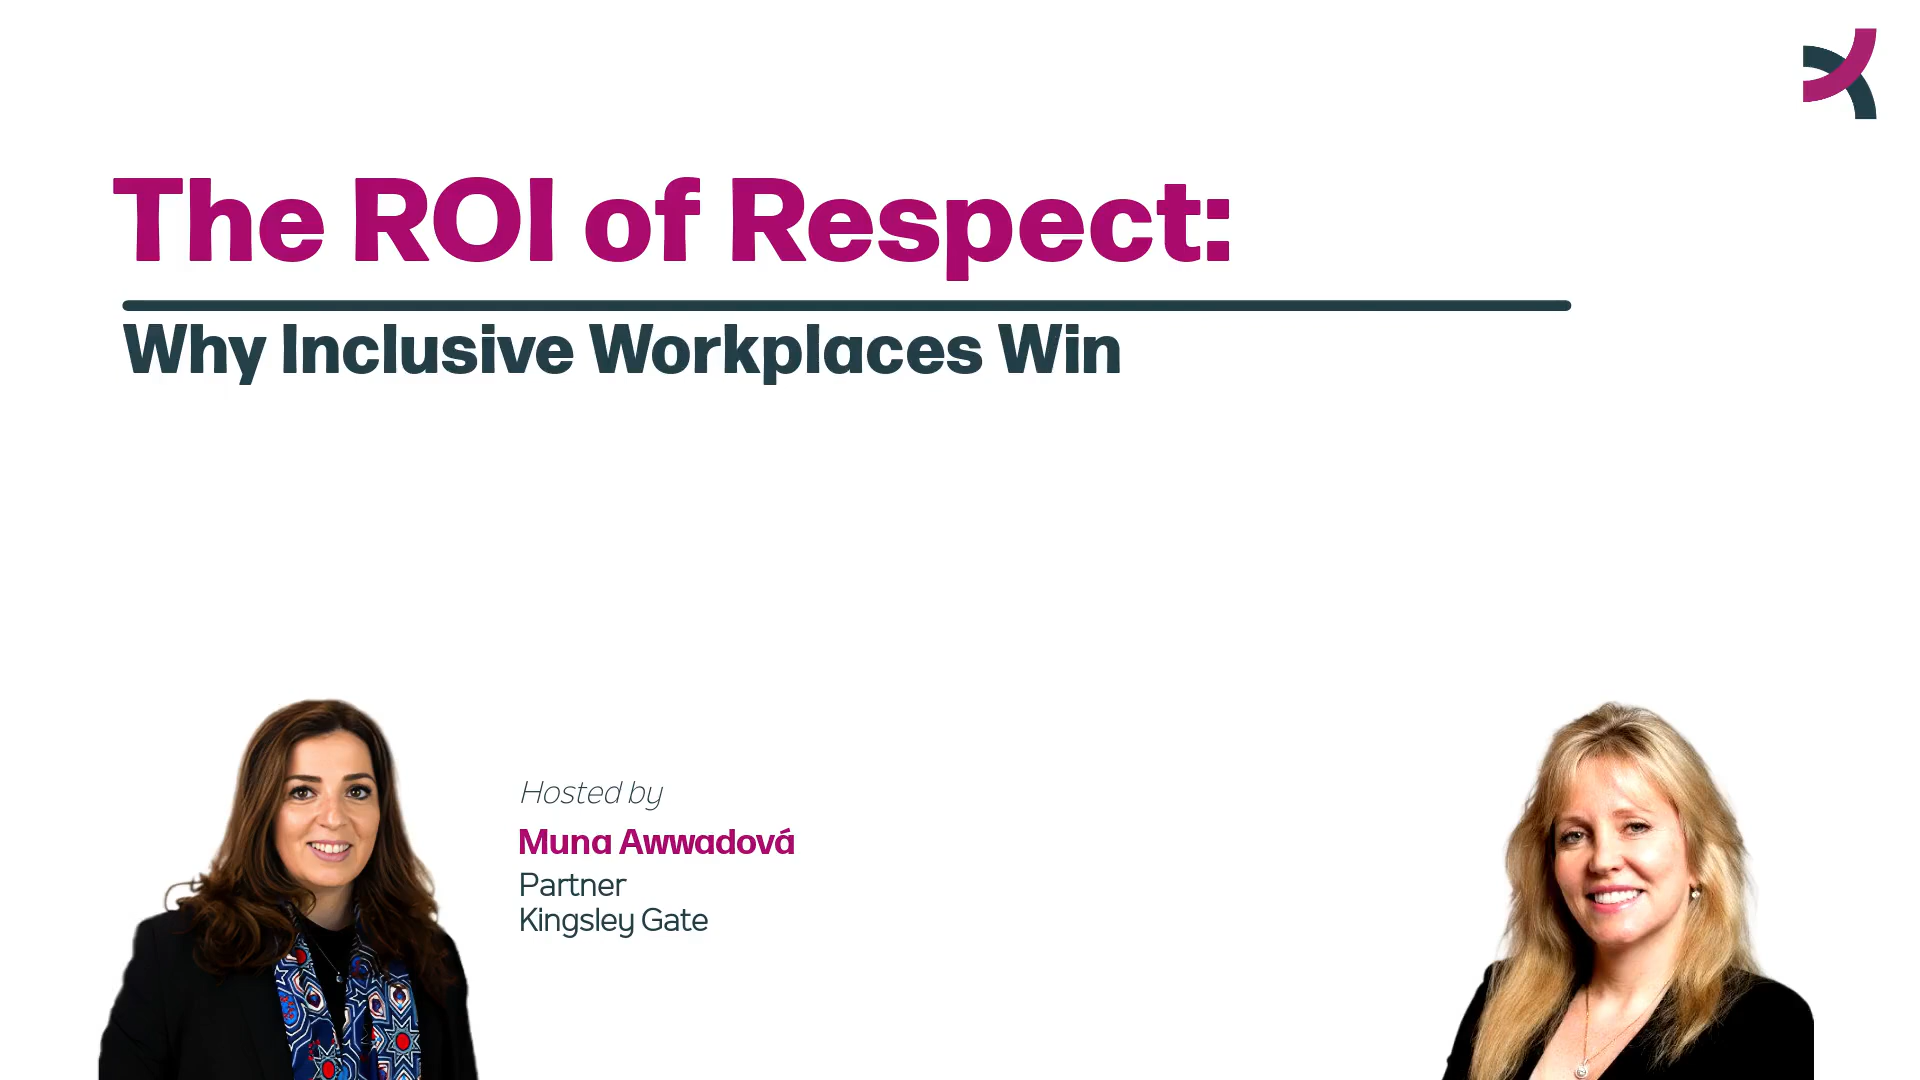 The ROI of Respect:
Why Inclusive Workplaces Win
Hosted by
Muna Awwadová
Partner
Kingsley Gate